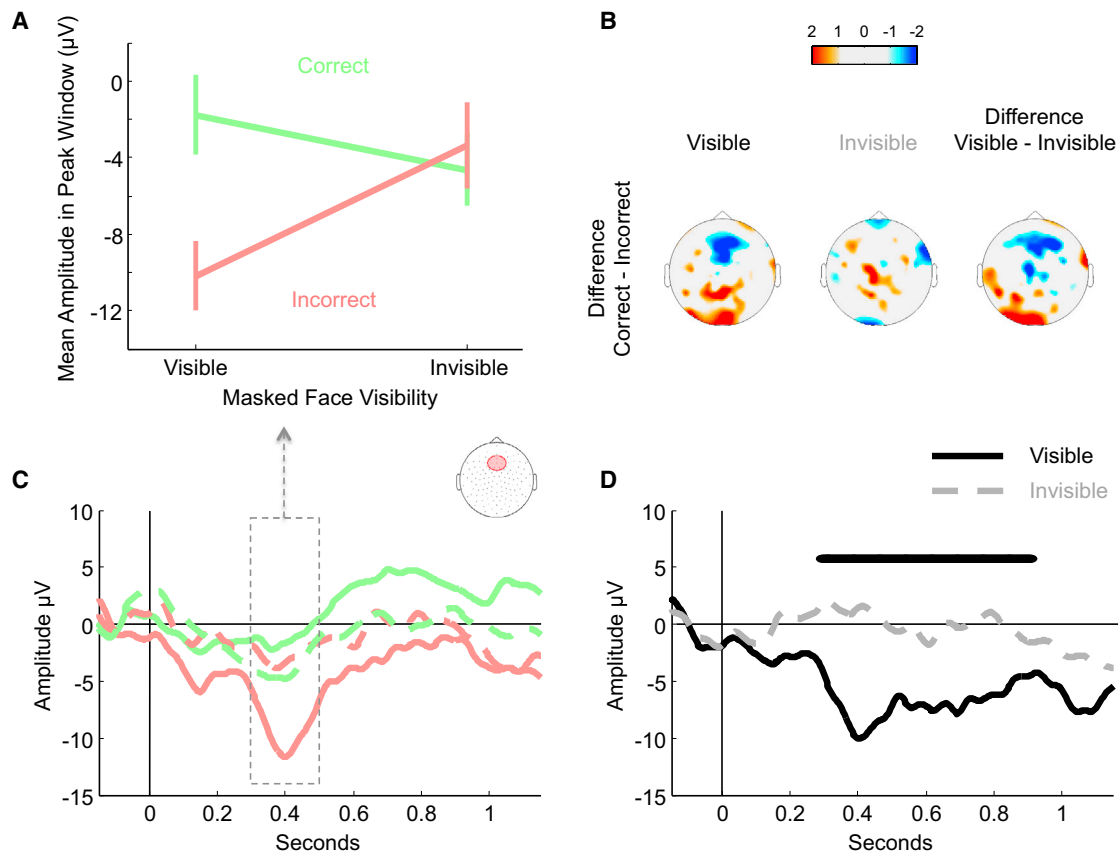 A
Mean Amplitude in Peak Window (µV)
0
-4
-8
-12
Correct
Incorrect
Visible
Invisible
Masked Face Visibility
B
2 1 0 -1 -2
Visible
Invisible
Difference
Visible - Invisible
Difference
Correct - Incorrect
C
Amplitude µV
10
5
0
-5
-10
-15
0 0.2 0.4 0.6 0.8 1
Seconds
D
Visible
Invisible
Amplitude µV
10
5
0
-5
-10
-15
0 0.2 0.4 0.6 0.8 1
Seconds